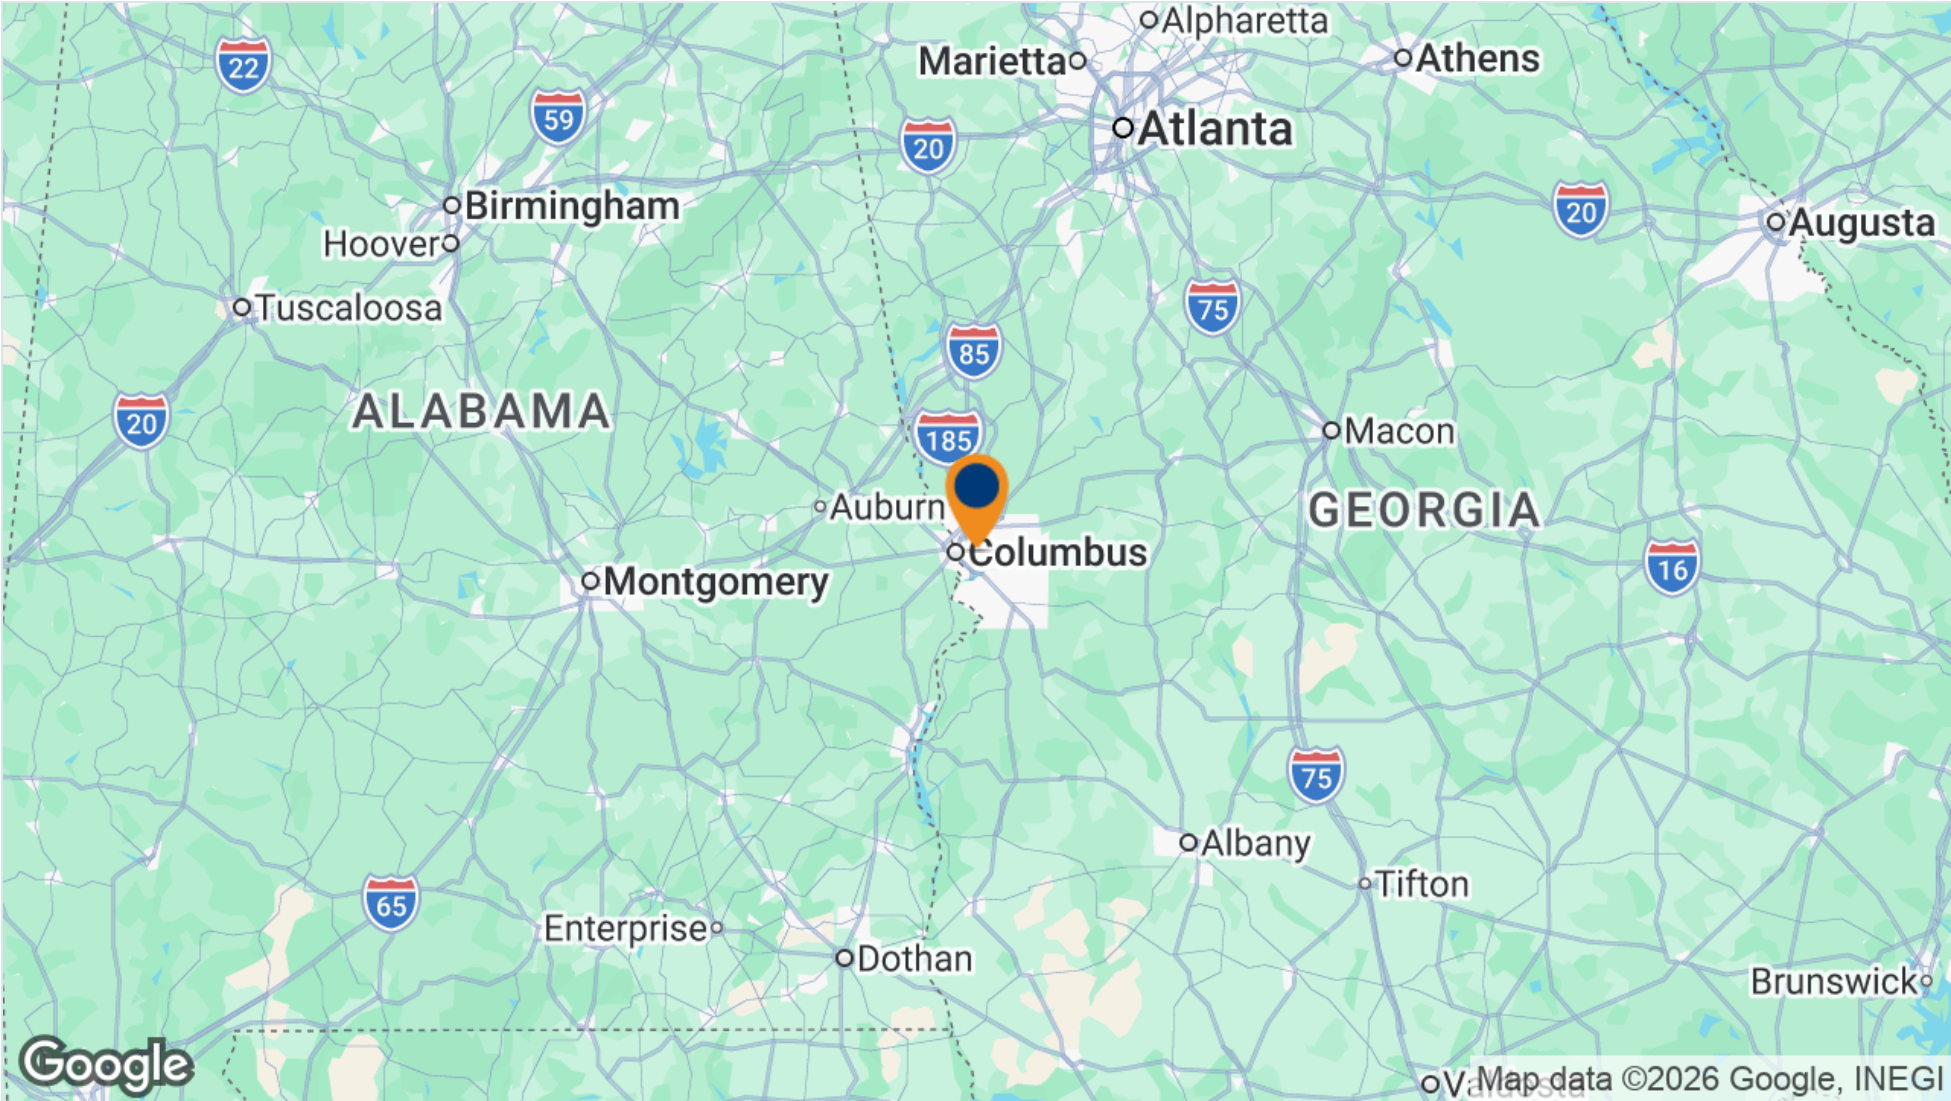 Alpharetta
Marietta
Athens
22
59
20
Atlanta
Birmingham
20
Augusta
Hoover
Tuscaloosa
75
85
20
ALABAMA
185
Macon
Auburn
GEORGIA
Columbus
16
Montgomery
75
Albany
Tifton
65
Enterprise
Dothan
Brunswick
Google
Map data ©2026 Google, INEGI